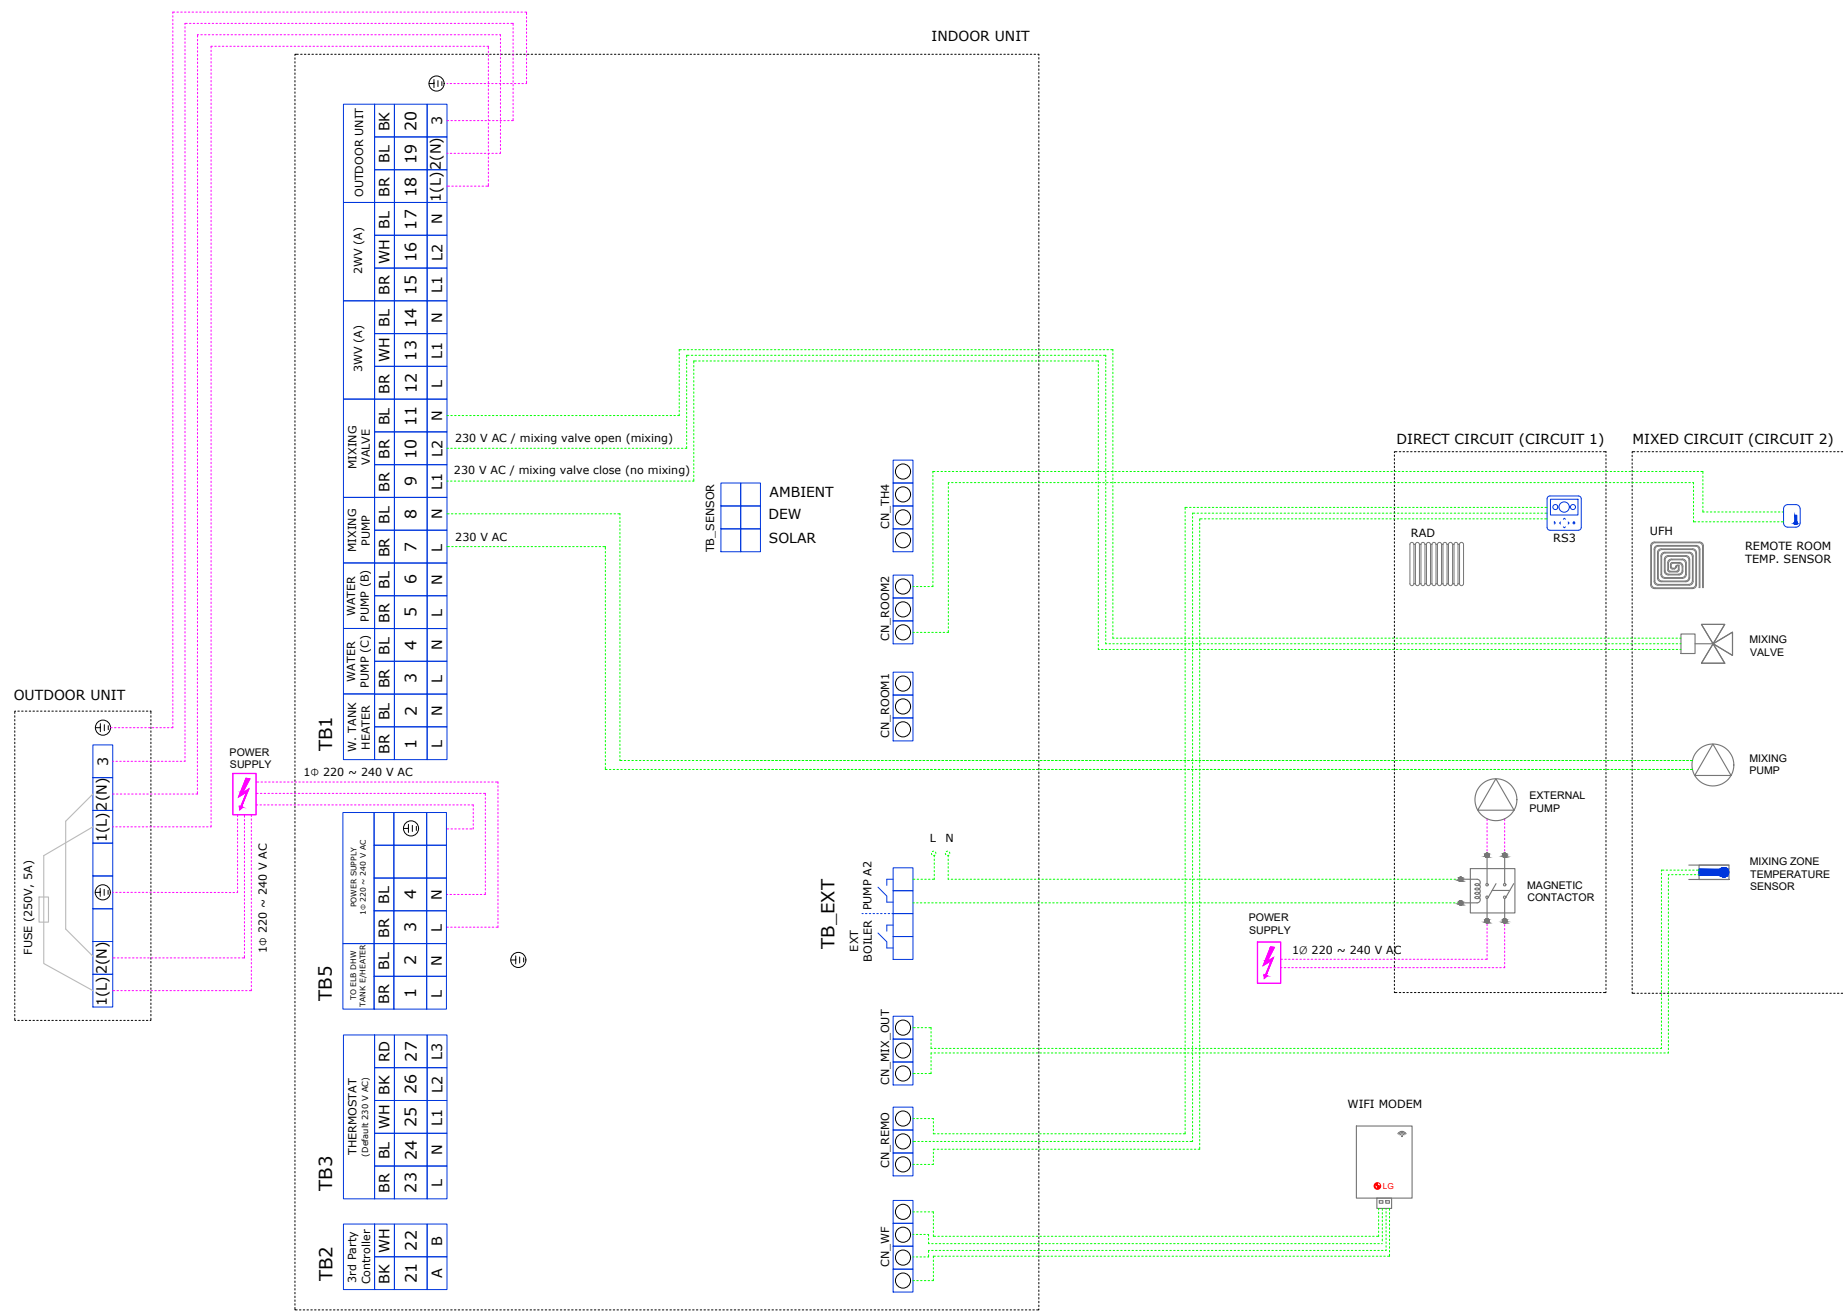 INDOOR UNIT
OUTDOOR UNIT
BK 20 3
BL 19 2(N)
BR 18 1(L)
2WV (A)
BL 17 N
WH 16 L2
BR 15 L1
3WV (A)
BL 14 N
WH 13 L1
BR 12 L
MIXING
VALVE
BL 11 N
BR 10 L2
BR 9 L1
230 V AC / mixing valve open (mixing)
230 V AC / mixing valve close (no mixing)
MIXING
PUMP
BL 8 N
BR 7 L
230 V AC
WATER
PUMP (B)
BL 6 N
BR 5 L
WATER
PUMP (C)
BL 4 N
BR 3 L
W. TANK
HEATER
BL 2 N
BR 1 L
TB1
OUTDOOR UNIT
3
2(N)
1(L)
2(N)
1(L)
FUSE (250V, 5A)
POWER
SUPPLY
1Φ 220 ~ 240 V AC
1Φ 220 ~ 240 V AC
TB5
POWER SUPPLY
1Φ 220 ~ 240 V AC
BL 4 N
BR 3 L
TO ELB DHW
TANK E/HEATER
BL 2 N
BR 1 L
TB3
THERMOSTAT
(Default 230 V AC)
RD 27 L3
BK 26 L2
WH 25 L1
BL 24 N
BR 23 L
TB2
3rd Party
Controller
WH 22 B
BK 21 A
TB_SENSOR
AMBIENT
DEW
SOLAR
CN_TH4
CN_ROOM2
CN_ROOM1
L N
TB_EXT
PUMP A2
EXT
BOILER
CN_MIX_OUT
CN_REMO
CN_WF
DIRECT CIRCUIT (CIRCUIT 1)
RAD
RS3
EXTERNAL
PUMP
MAGNETIC
CONTACTOR
POWER
SUPPLY
1Ø 220 ~ 240 V AC
MIXED CIRCUIT (CIRCUIT 2)
UFH
REMOTE ROOM
TEMP. SENSOR
MIXING
VALVE
MIXING
PUMP
MIXING ZONE
TEMPERATURE
SENSOR
WIFI MODEM
LG